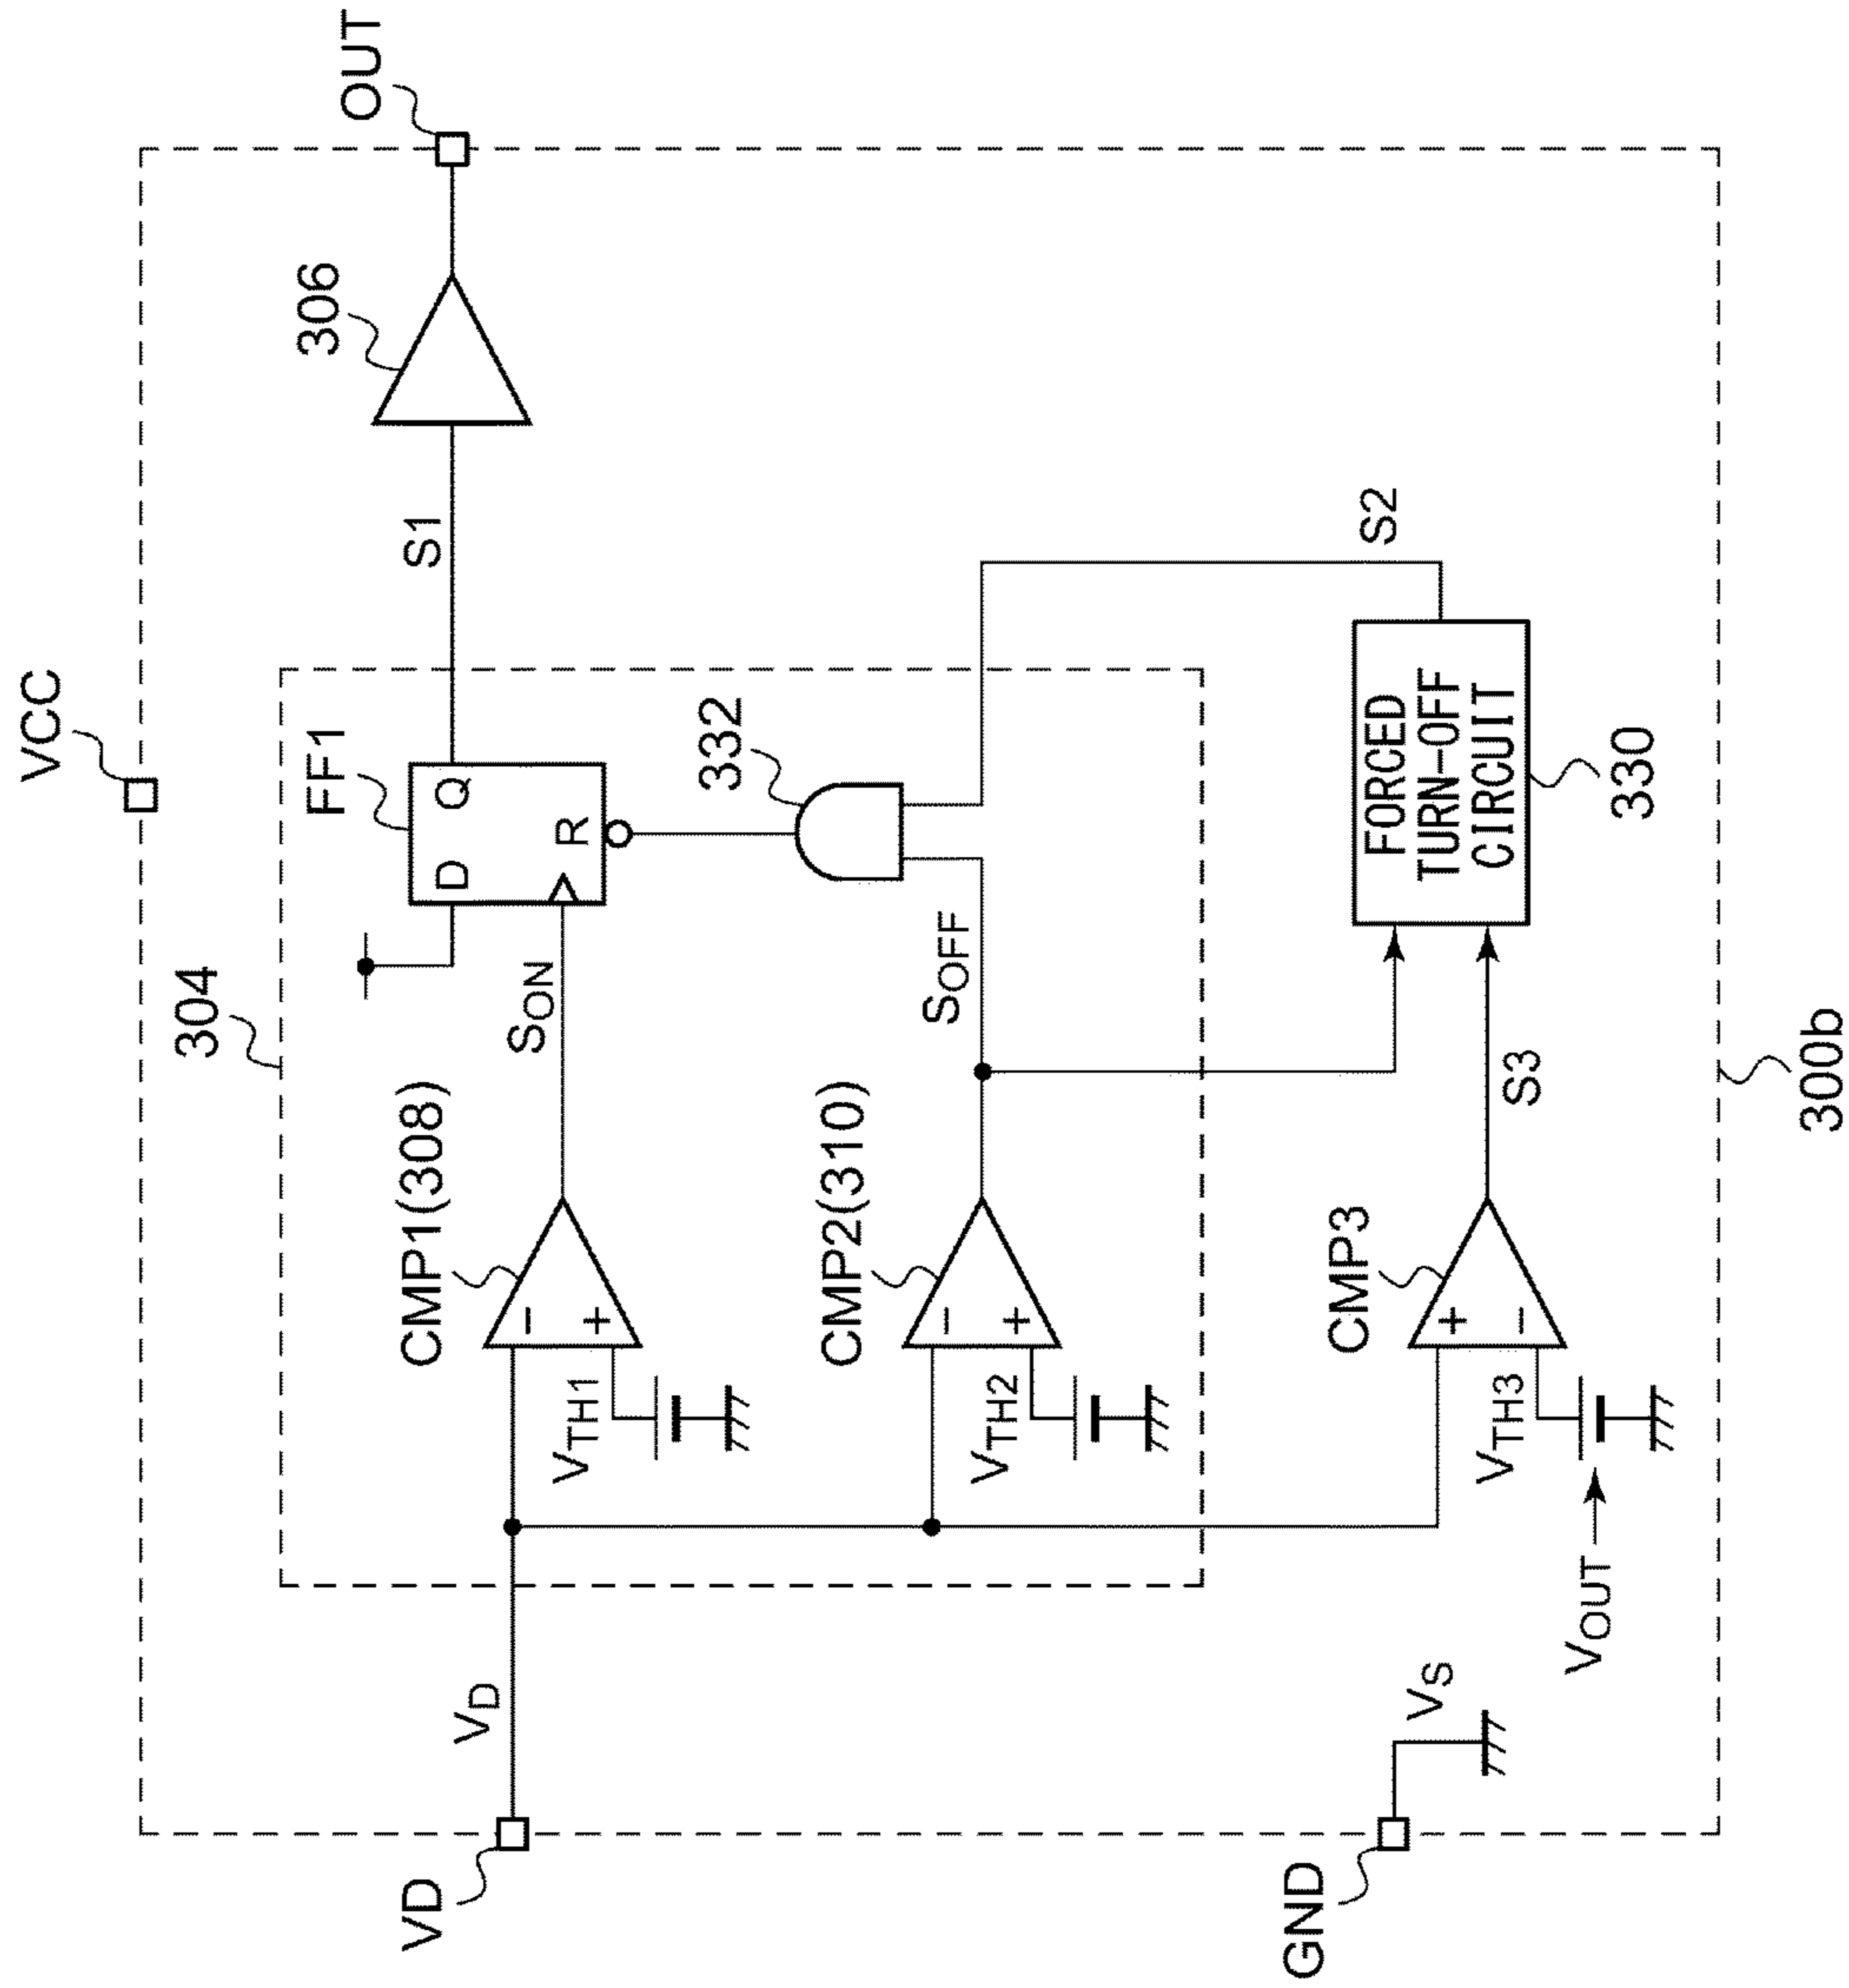 VCC
304
FF1
306
OUT
D
Q
R
S1
CMP1(308)
SON
−
+
VTH1
VD
VD
332
CMP2(310)
SOFF
−
+
VTH2
S2
CMP3
+
−
VTH3
S3
FORCED
TURN-OFF
CIRCUIT
330
VOUT
VS
GND
300b